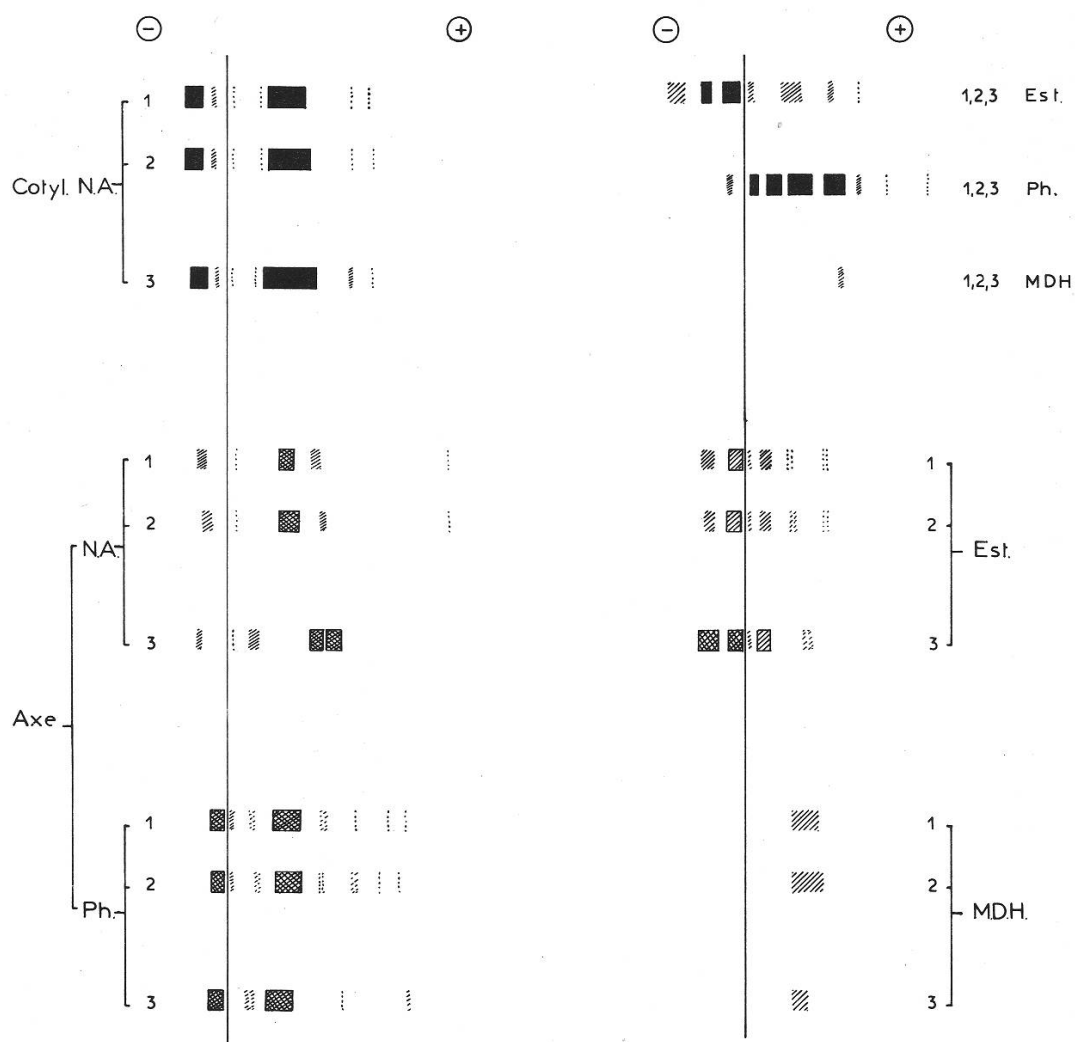 − + − +
1 1,2,3 Est.
2
Cotyl. N.A. 1,2,3 Ph.
3 1,2,3 MDH
1 1
2 2
N.A. Est.
3 3
Axe
1 1
2 2
Ph. M.D.H.
3 3